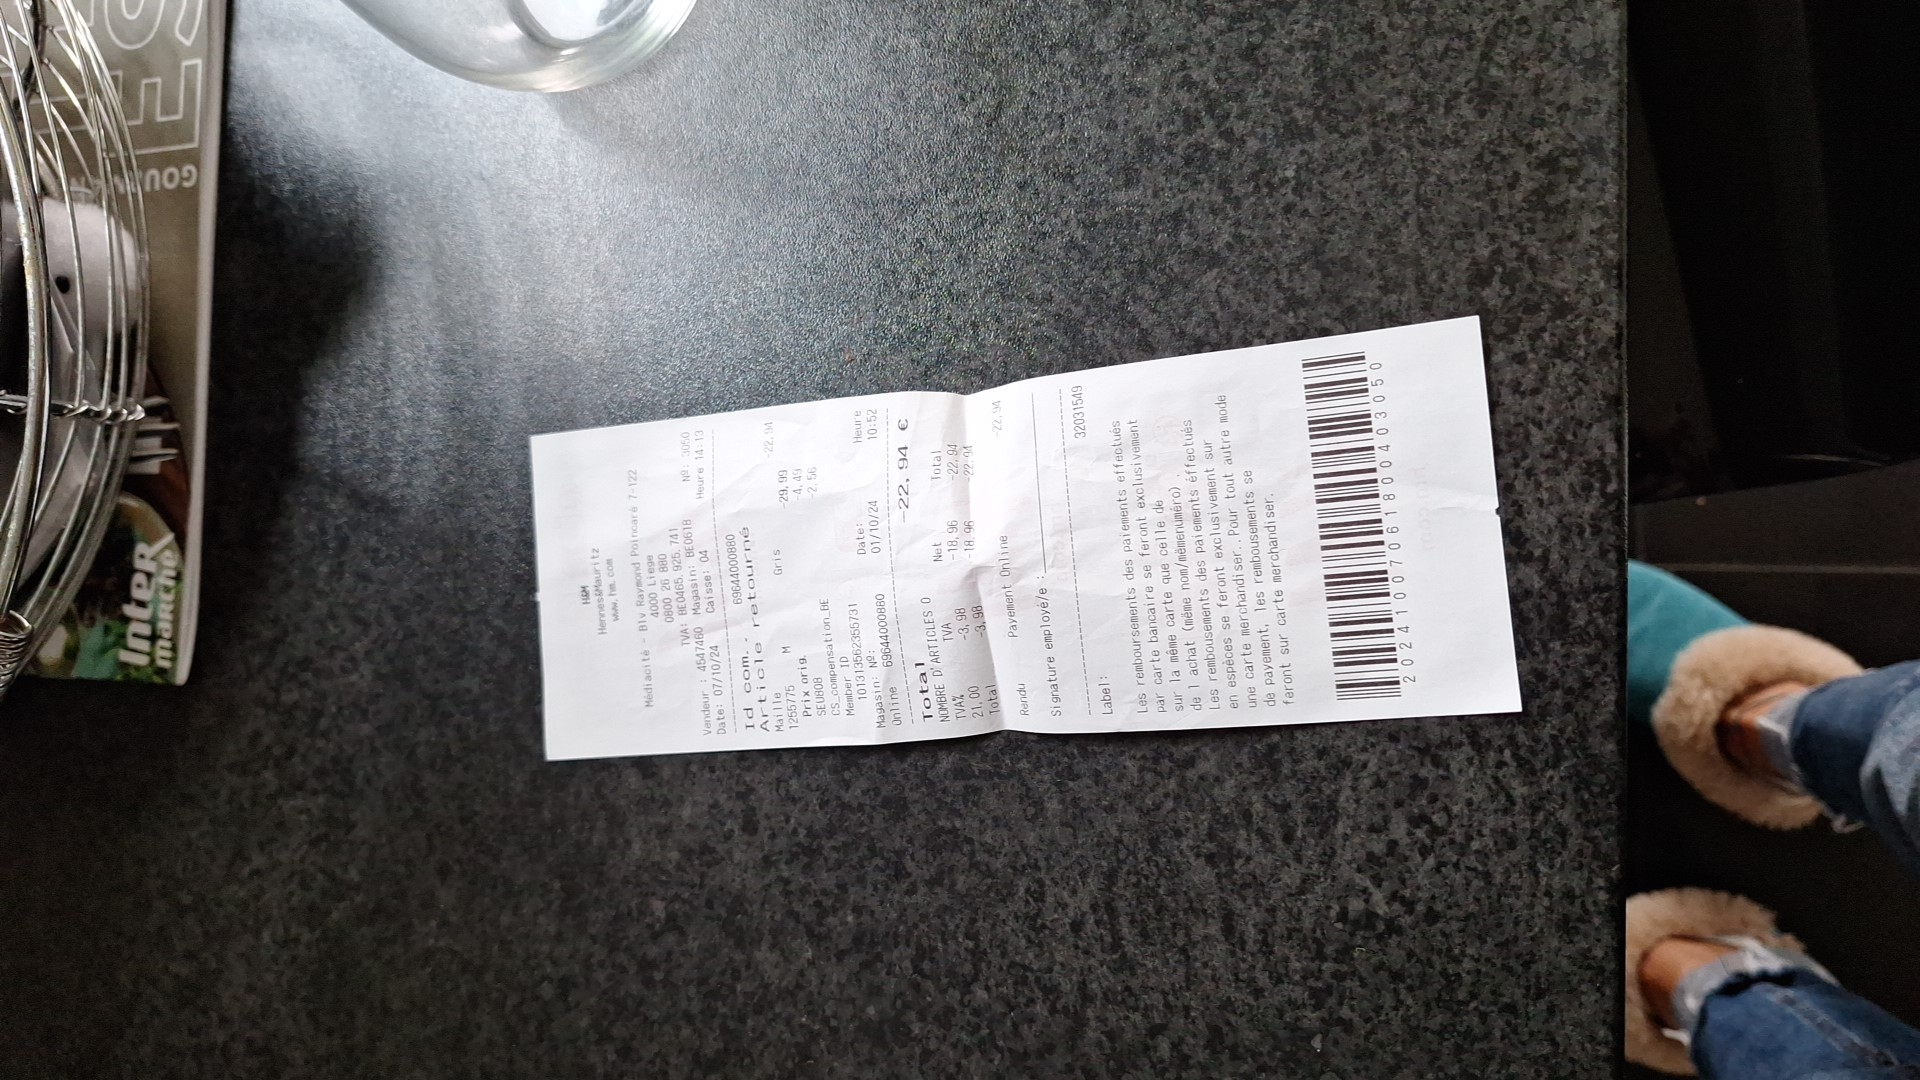 H&M
Hennes&Mauritz
www.hm.com
Médiacité - Blv Raymond Poincaré 7-122
4000 Liege
0800 26 880
TVA: BE0465.925.741
Vendeur : 4547460 Magasin: BE0618 Nº: 3050
Date: 07/10/24 Caisse: 04 Heure 14:13
Id com.: 69644000880
Article retourné
Maille -22,94
1255775 M Gris -29,99
Prix orig. -4,49
SEU808 -2,56
CS_compensation_BE
Member ID
1013135623557​31
Magasin: Nº: Date: Heure
Online 69644000880 01/10/24 10:52
Total -22,94 €
NOMBRE D'ARTICLES 0
TVA% TVA Net Total
21,00 -3,98 -18,96 -22,94
Total -3,98 -18,96 -22,94
Rendu Payement Online -22,94
Signature employé/e :
Label: 32031549
Les remboursements des paiements effectués
par carte bancaire se feront exclusivement
sur la même carte que celle de
l achat (même nom/mêmenuméro) .
Les rembousements des paiements éffectués
en espèces se feront exclusivement sur
une carte merchandiser. Pour tout autre mode
de payement, les rembousements se
feront sur carte merchandiser.
2024100706180403050
InteR
maRCHé
GOURM